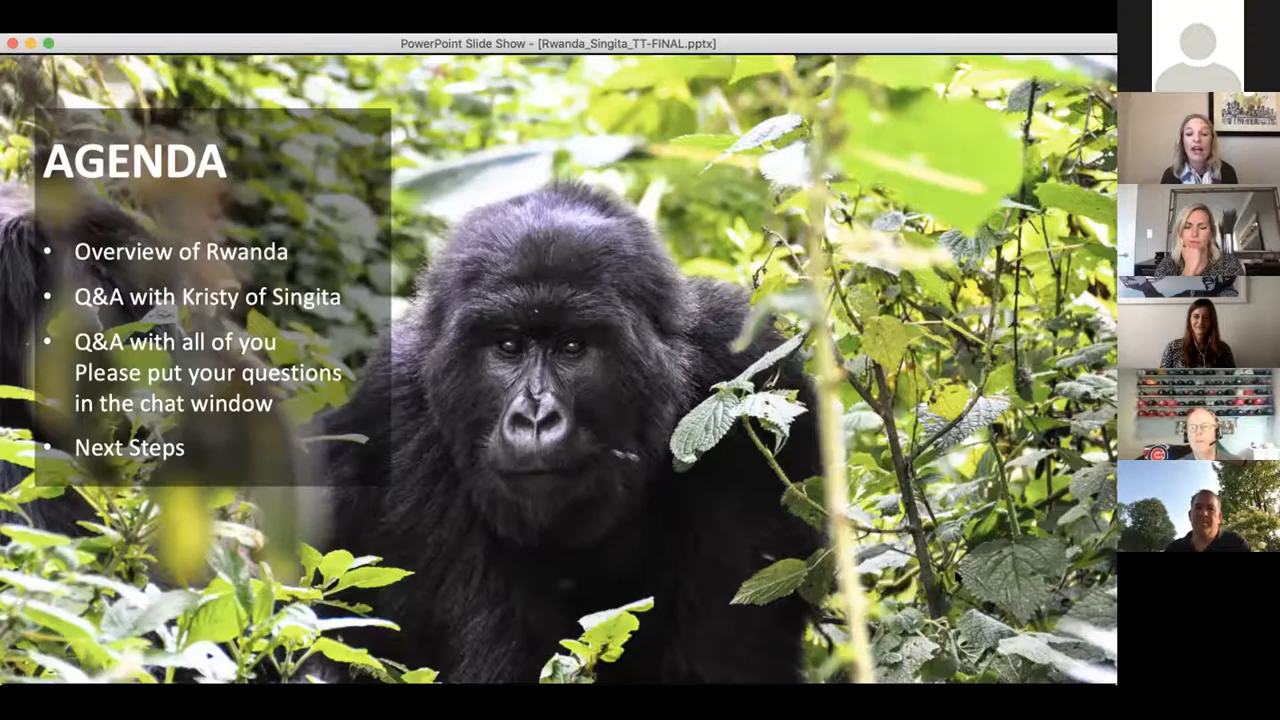 PowerPoint Slide Show - [Rwanda_Singita_TT-FINAL.pptx]
AGENDA
• Overview of Rwanda
• Q&A with Kristy of Singita
• Q&A with all of you
Please put your questions
in the chat window
• Next Steps